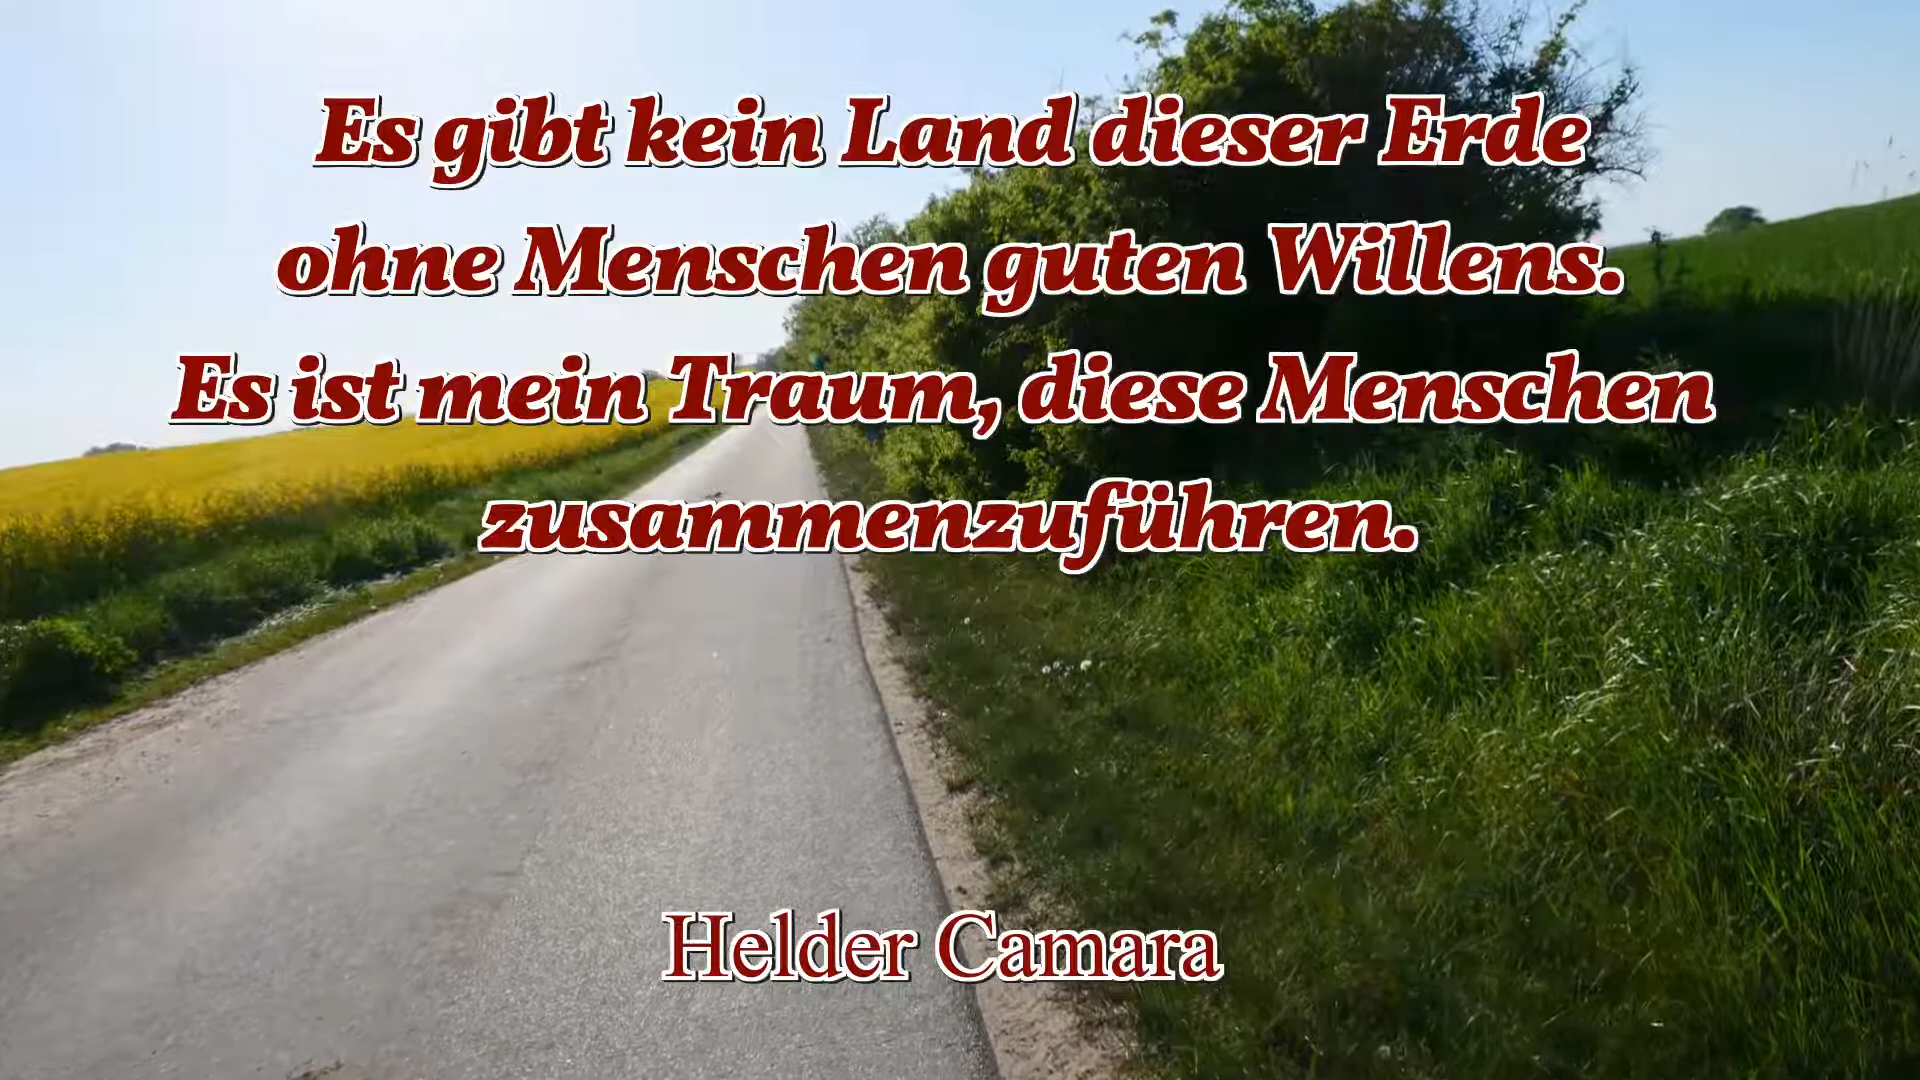 Es gibt kein Land dieser Erde
ohne Menschen guten Willens.
Es ist mein Traum, diese Menschen
zusammenzuführen.
Helder Camara